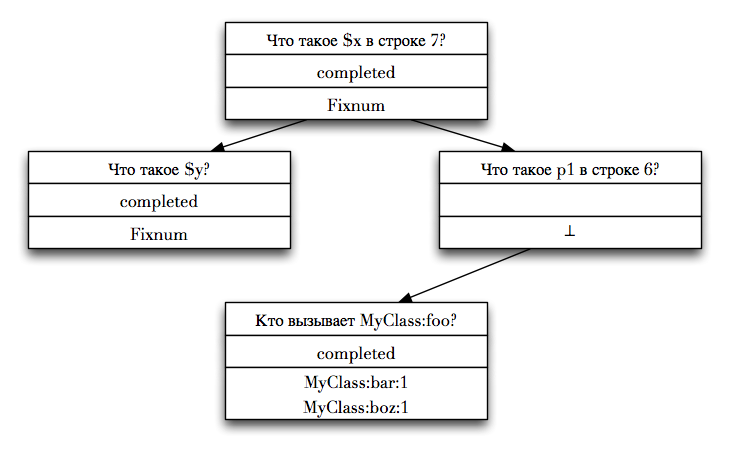 Что такое $x в строке 7?
completed
Fixnum
Что такое $y?
completed
Fixnum
Что такое p1 в строке 6?
⊥
Кто вызывает MyClass:foo?
completed
MyClass:bar:1
MyClass:boz:1